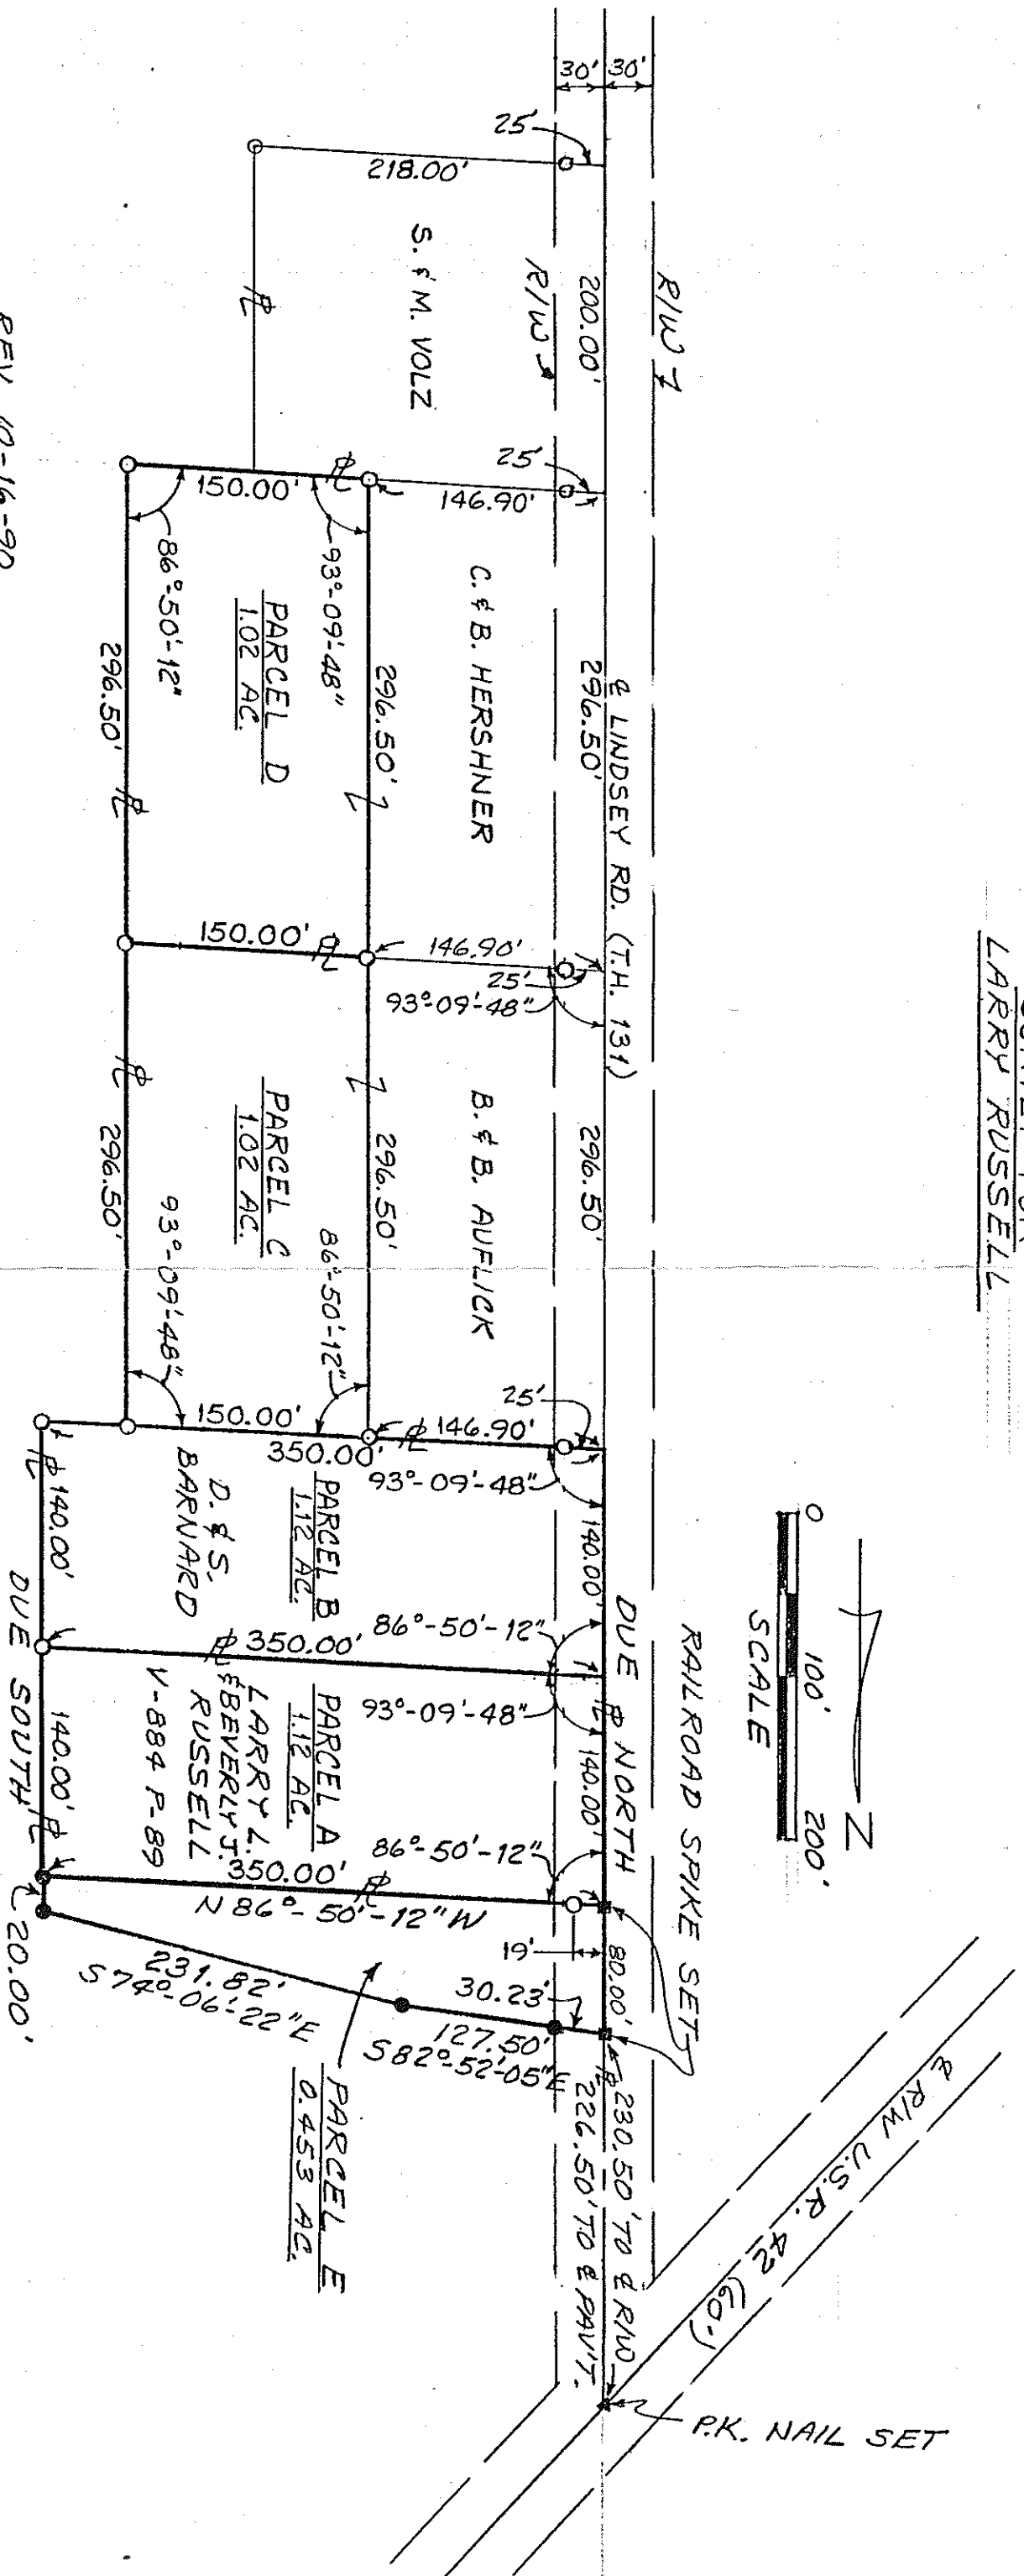 LARRY RUSSELL
30'
30'
25'
218.00'
S. & M. VOLZ
R/W
R/W
200.00'
25'
150.00'
146.90'
86°-50'-12"
93°-09'-48"
PARCEL D
1.02 AC.
C. & B. HERSHNER
296.50'
296.50'
296.50'
℄ LINDSEY RD. (T.H. 131)
150.00'
146.90'
25'
93°-09'-48"
PARCEL C
1.02 AC.
B. & B. AUFLICK
296.50'
296.50'
296.50'
93°-09'-48"
86°-50'-12"
25'
150.00'
146.90'
350.00'
93°-09'-48"
140.00'
140.00'
PARCEL B
1.12 AC.
D. & S.
BARNARD
86°-50'-12"
350.00'
93°-09'-48"
DUE NORTH
DUE SOUTH
140.00'
140.00'
PARCEL A
1.12 AC.
LARRY L.
& BEVERLY J.
RUSSELL
V-884 P-89
86°-50'-12"
350.00'
N 86°-50'-12" W
19'
80.00'
20.00'
30.23'
231.82'
S 74°-06'-22" E
127.50'
S 82°-52'-05" E
PARCEL E
0.453 AC.
RAILROAD SPIKE SET
0 100' 200'
SCALE
N
230.50' TO ℄ R/W
226.50' TO ℄ PAV'T.
℄ R/W U.S.R. 42 (60')
P.K. NAIL SET
REV. 10-16-90